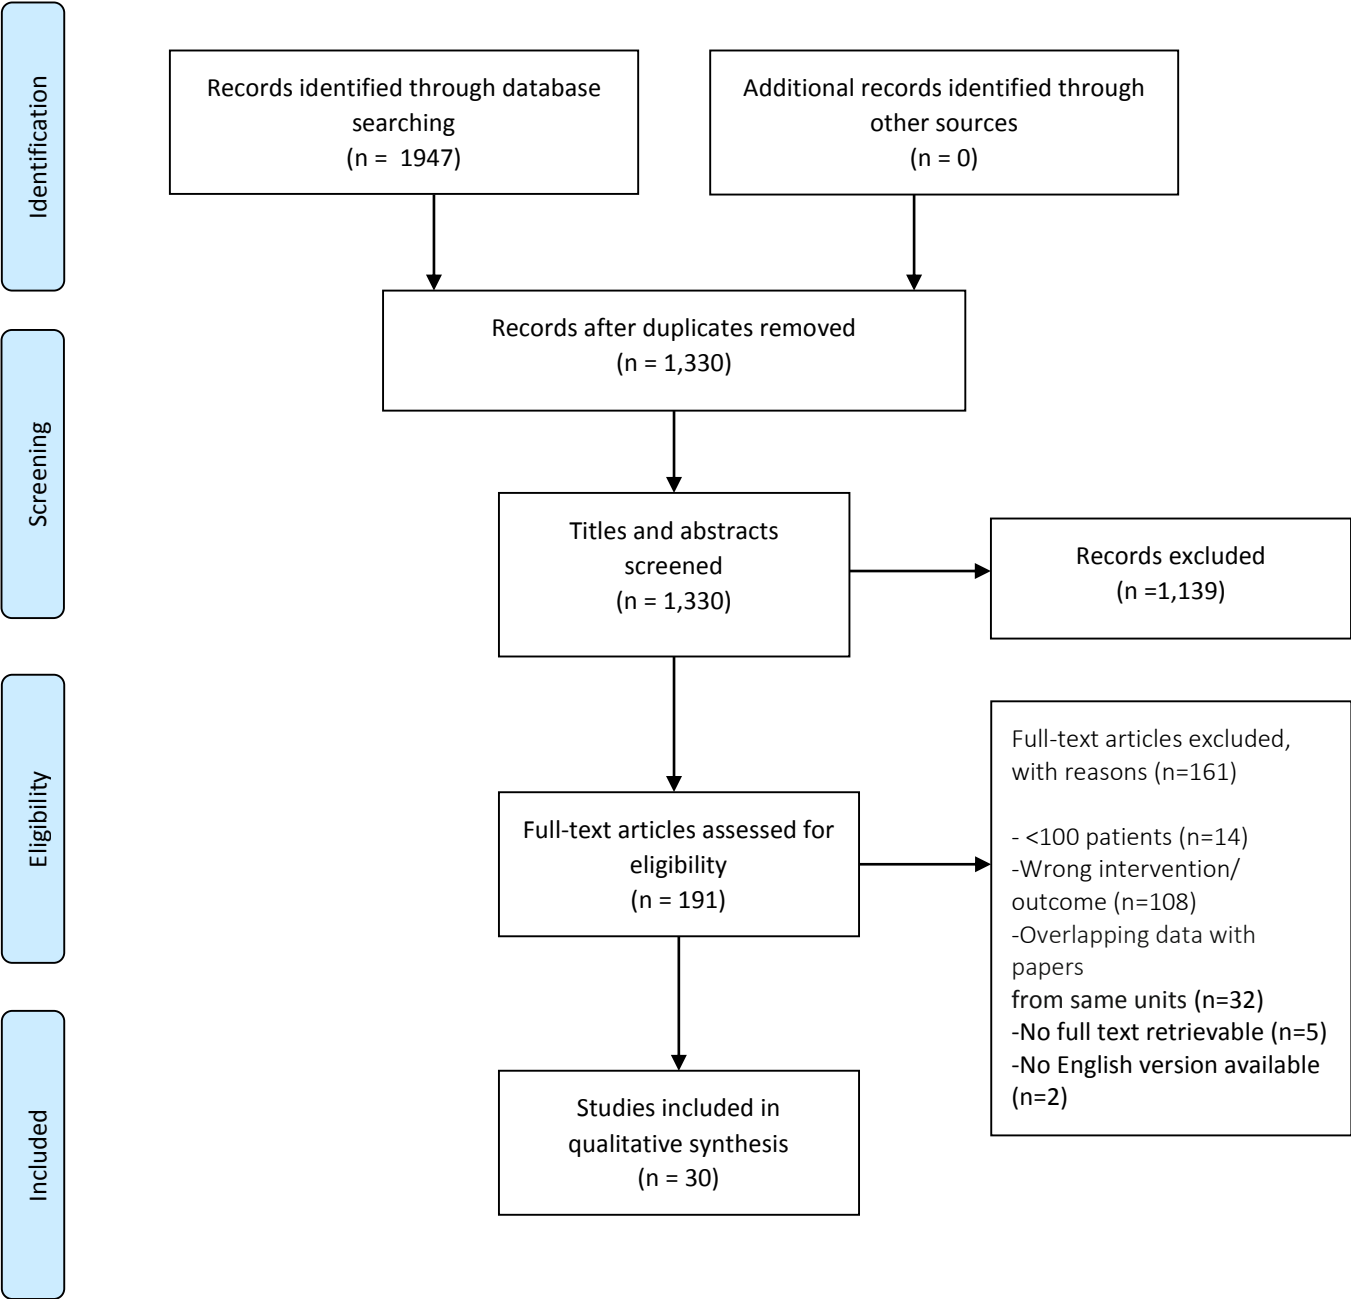 Identification
Records identified through database
searching
(n =  1947)
Additional records identified through
other sources
(n = 0)
Records after duplicates removed
(n = 1,330)
Screening
Titles and abstracts
screened
(n = 1,330)
Records excluded
(n =1,139)
Eligibility
Full-text articles assessed for
eligibility
(n = 191)
Full-text articles excluded,
with reasons (n=161)
- <100 patients (n=14)
-Wrong intervention/
outcome (n=108)
-Overlapping data with
papers
from same units (n=32)
-No full text retrievable (n=5)
-No English version available
(n=2)
Included
Studies included in
qualitative synthesis
(n = 30)